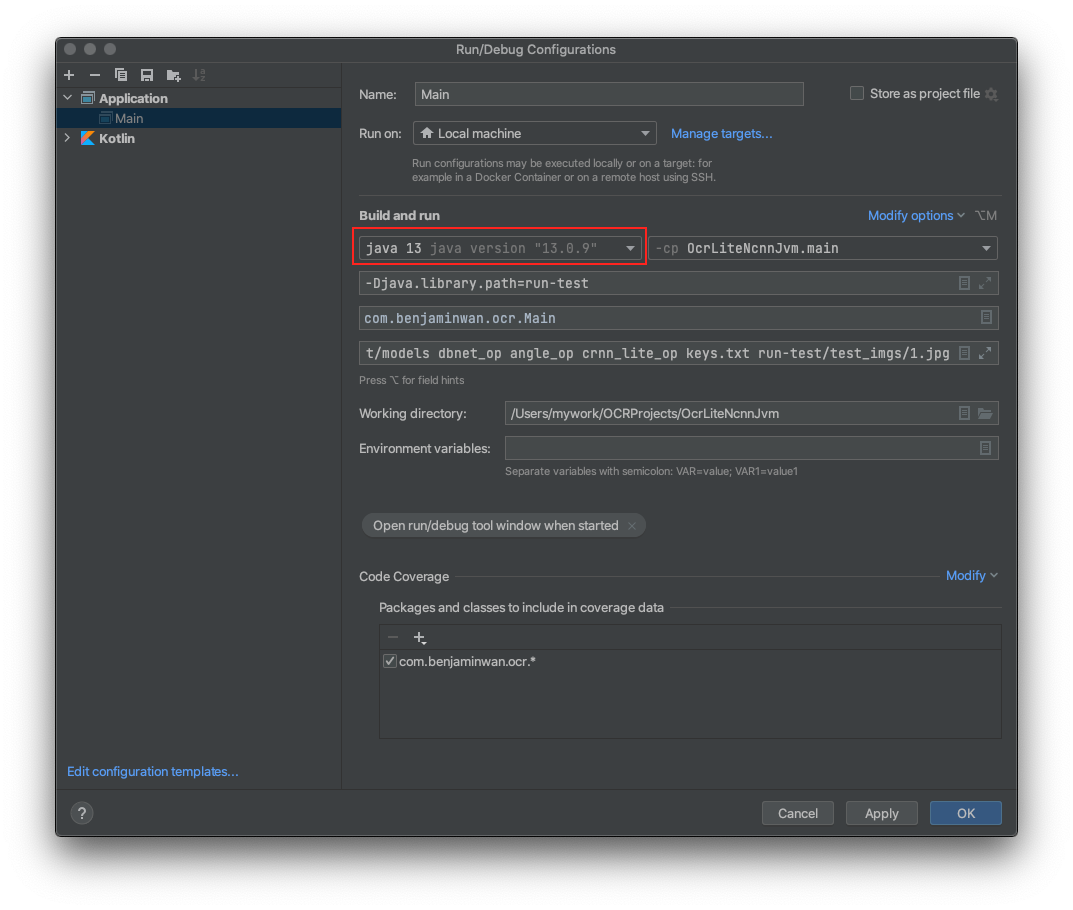 Run/Debug Configurations
Application
Main
Kotlin
Edit configuration templates...
Name: Main Store as project file
Run on: Local machine Manage targets...
Run configurations may be executed locally or on a target: for
example in a Docker Container or on a remote host using SSH.
Build and run Modify options ⌥M
java 13 java version "13.0.9" -cp OcrLiteNcnnJvm.main
-Djava.library.path=run-test
com.benjaminwan.ocr.Main
t/models dbnet_op angle_op crnn_lite_op keys.txt run-test/test_imgs/1.jpg
Press ⌥ for field hints
Working directory: /Users/mywork/OCRProjects/OcrLiteNcnnJvm
Environment variables:
Separate variables with semicolon: VAR=value; VAR1=value1
Open run/debug tool window when started
Code Coverage Modify
Packages and classes to include in coverage data
com.benjaminwan.ocr.*
? Cancel Apply OK